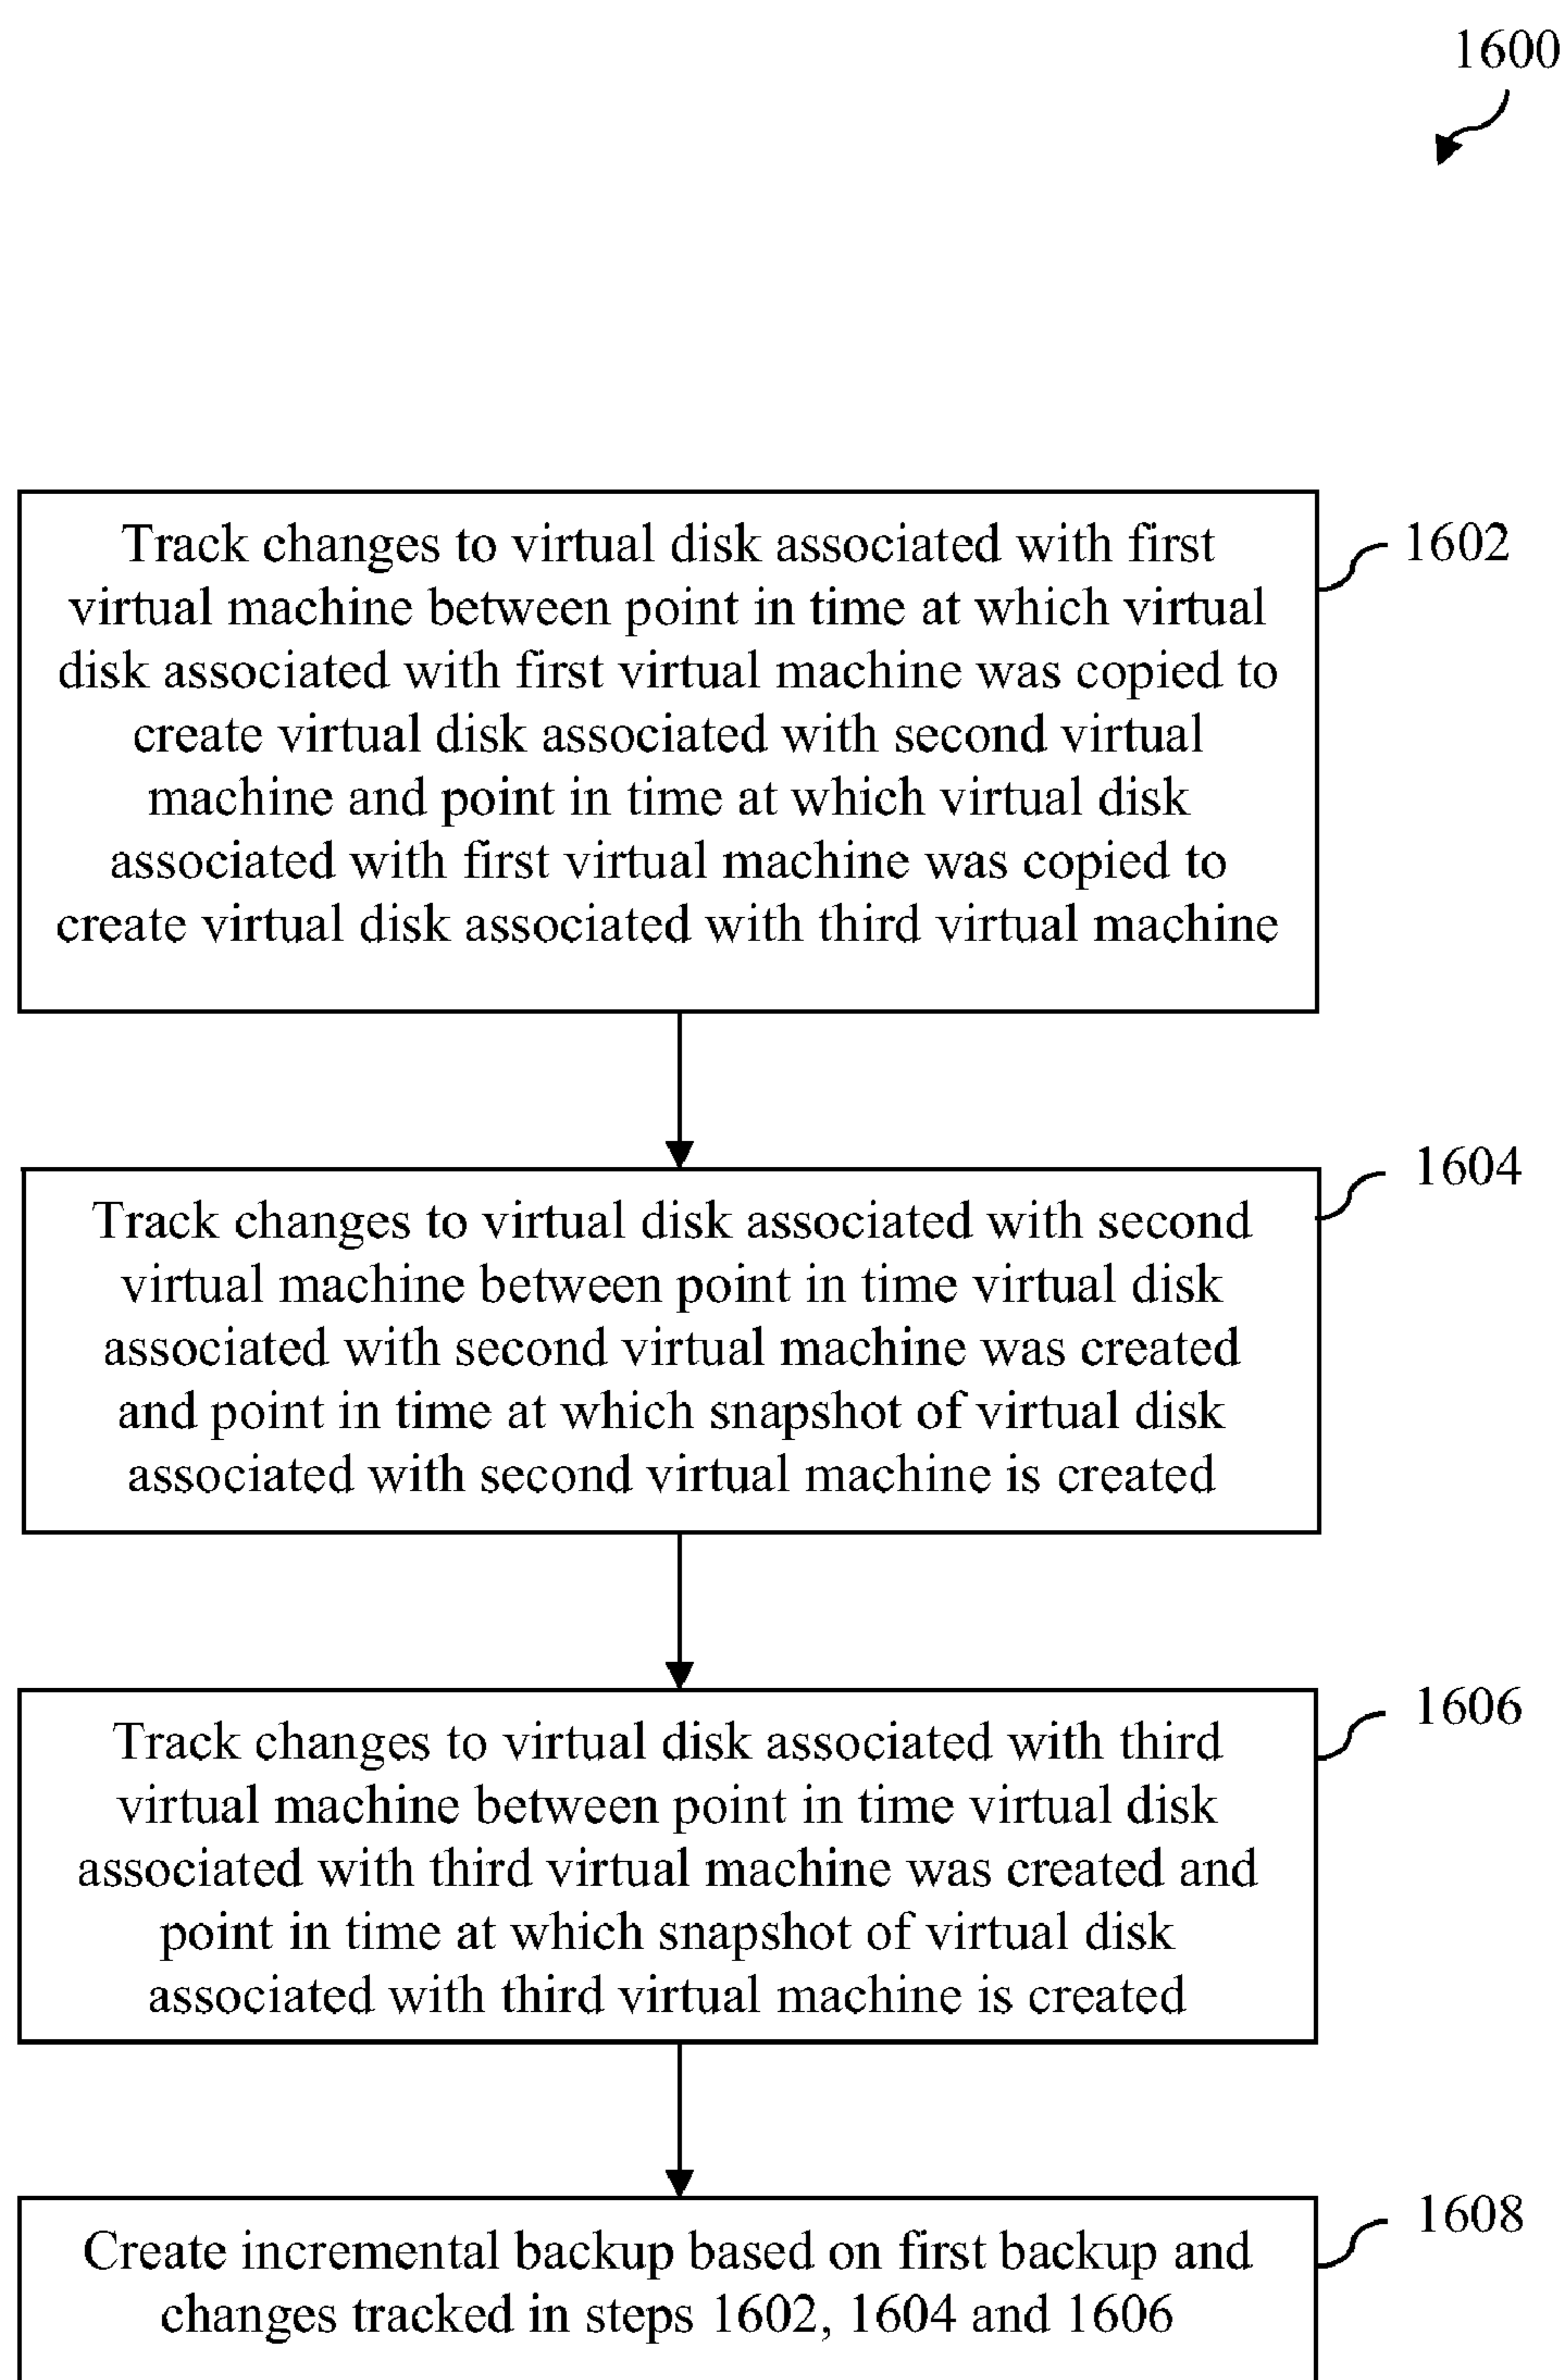 1600
Track changes to virtual disk associated with first
virtual machine between point in time at which virtual
disk associated with first virtual machine was copied to
create virtual disk associated with second virtual
machine and point in time at which virtual disk
associated with first virtual machine was copied to
create virtual disk associated with third virtual machine
1602
Track changes to virtual disk associated with second
virtual machine between point in time virtual disk
associated with second virtual machine was created
and point in time at which snapshot of virtual disk
associated with second virtual machine is created
1604
Track changes to virtual disk associated with third
virtual machine between point in time virtual disk
associated with third virtual machine was created and
point in time at which snapshot of virtual disk
associated with third virtual machine is created
1606
Create incremental backup based on first backup and
changes tracked in steps 1602, 1604 and 1606
1608